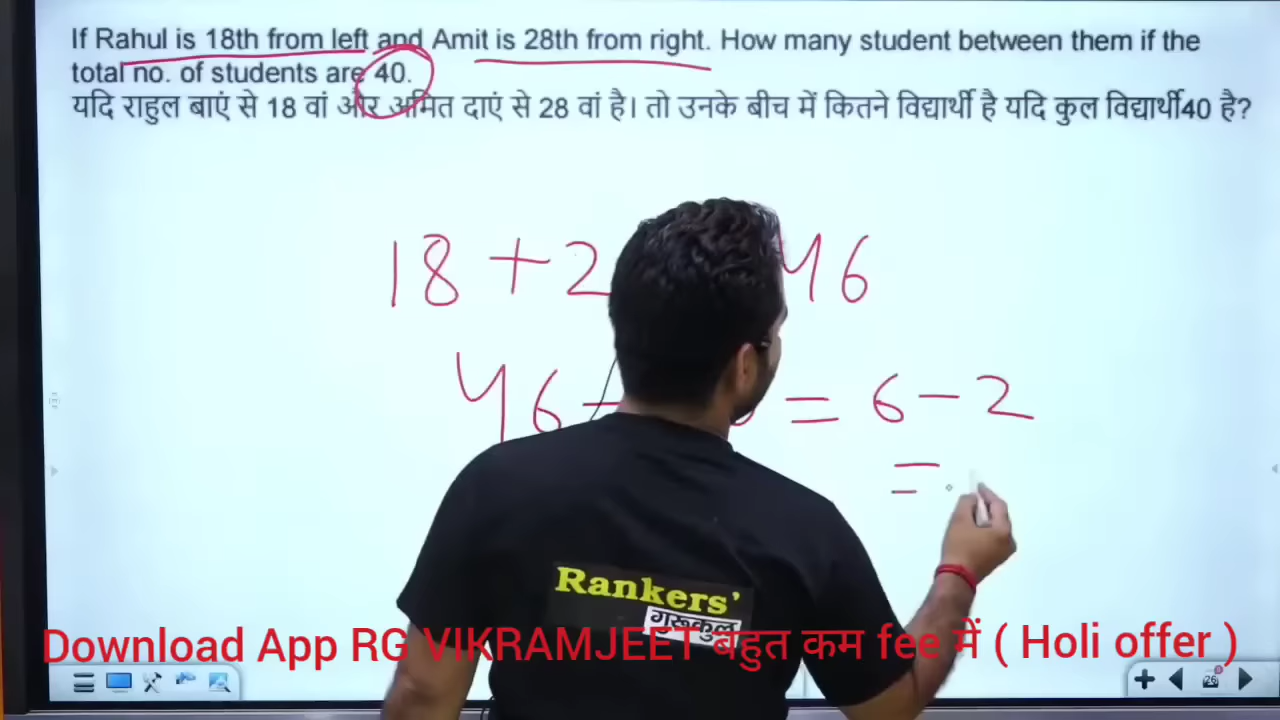 If Rahul is 18th from left and Amit is 28th from right. How many student between them if the
total no. of students are 40.
यदि राहुल बाएं से 18 वां और अमित दाएं से 28 वां है। तो उनके बीच में कितने विद्यार्थी है यदि कुल विद्यार्थी40 है?
18 + 2 46
46 - = 6 - 2
=
Rankers'
गुरूकुल
Download App RG VIKRAMJEET बहुत कम fee में ( Holi offer )
26